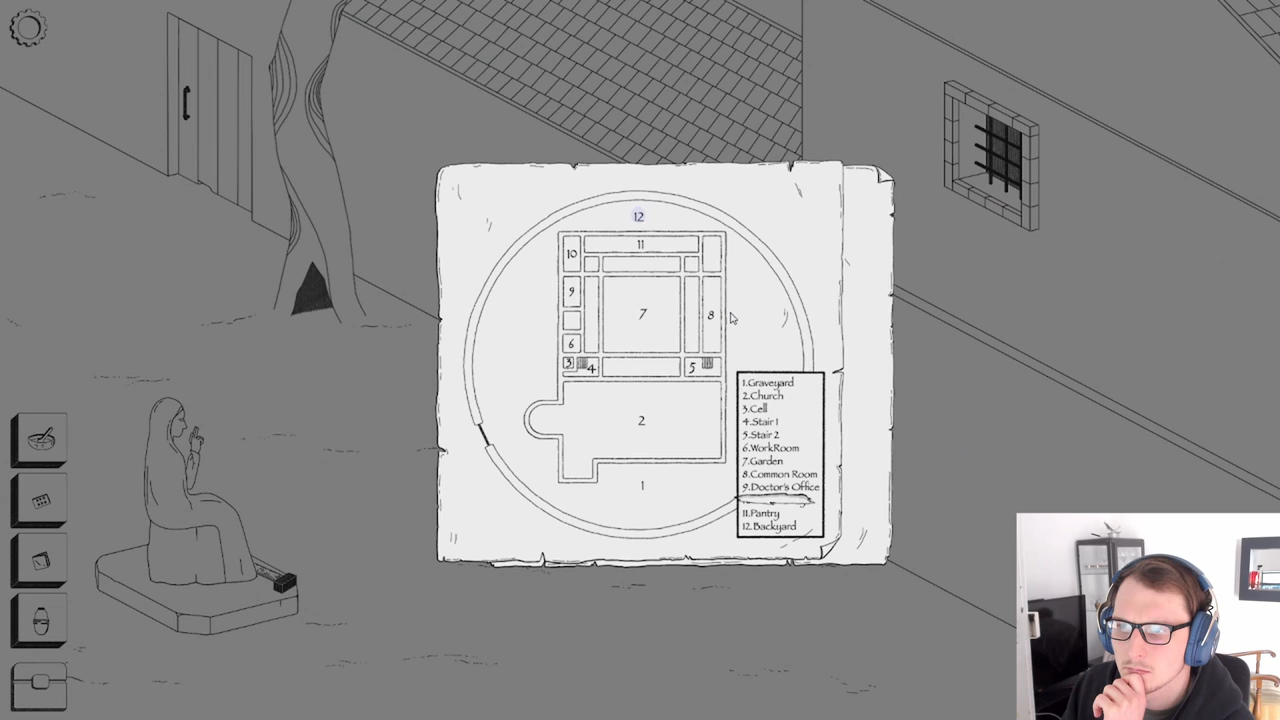 12
10
11
9
7
8
6
3
4
5
2
1
1.Graveyard
2.Church
3.Cell
4.Stair 1
5.Stair 2
6.WorkRoom
7.Garden
8.Common Room
9.Doctor's Office
11.Pantry
12.Backyard